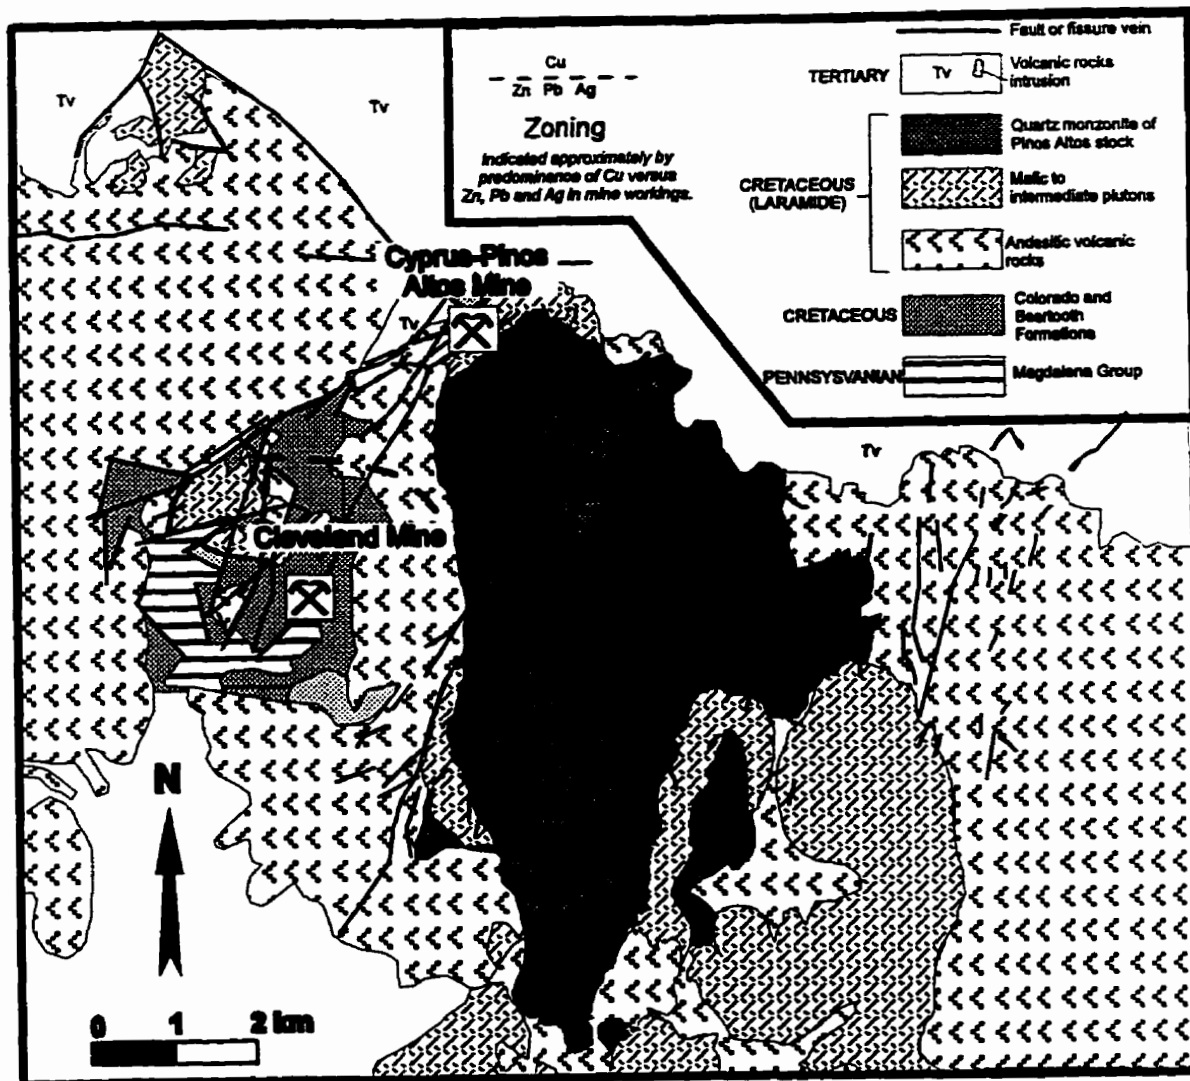 Fault or fissure vein
Cu
Zn Pb Ag
Zoning
Indicated approximately by
predominance of Cu versus
Zn, Pb and Ag in mine workings.
TERTIARY
Tv
Volcanic rocks
intrusion
Quartz monzonite of
Pinos Altos stock
CRETACEOUS
(LARAMIDE)
Mafic to
intermediate plutons
Andesitic volcanic
rocks
CRETACEOUS
Colorado and
Beartooth
Formations
PENNSYSVANIAN
Magdalena Group
Tv
Tv
Cyprus-Pinos
Altos Mine
Tv
Tv
Cleveland Mine
N
0 1 2 km